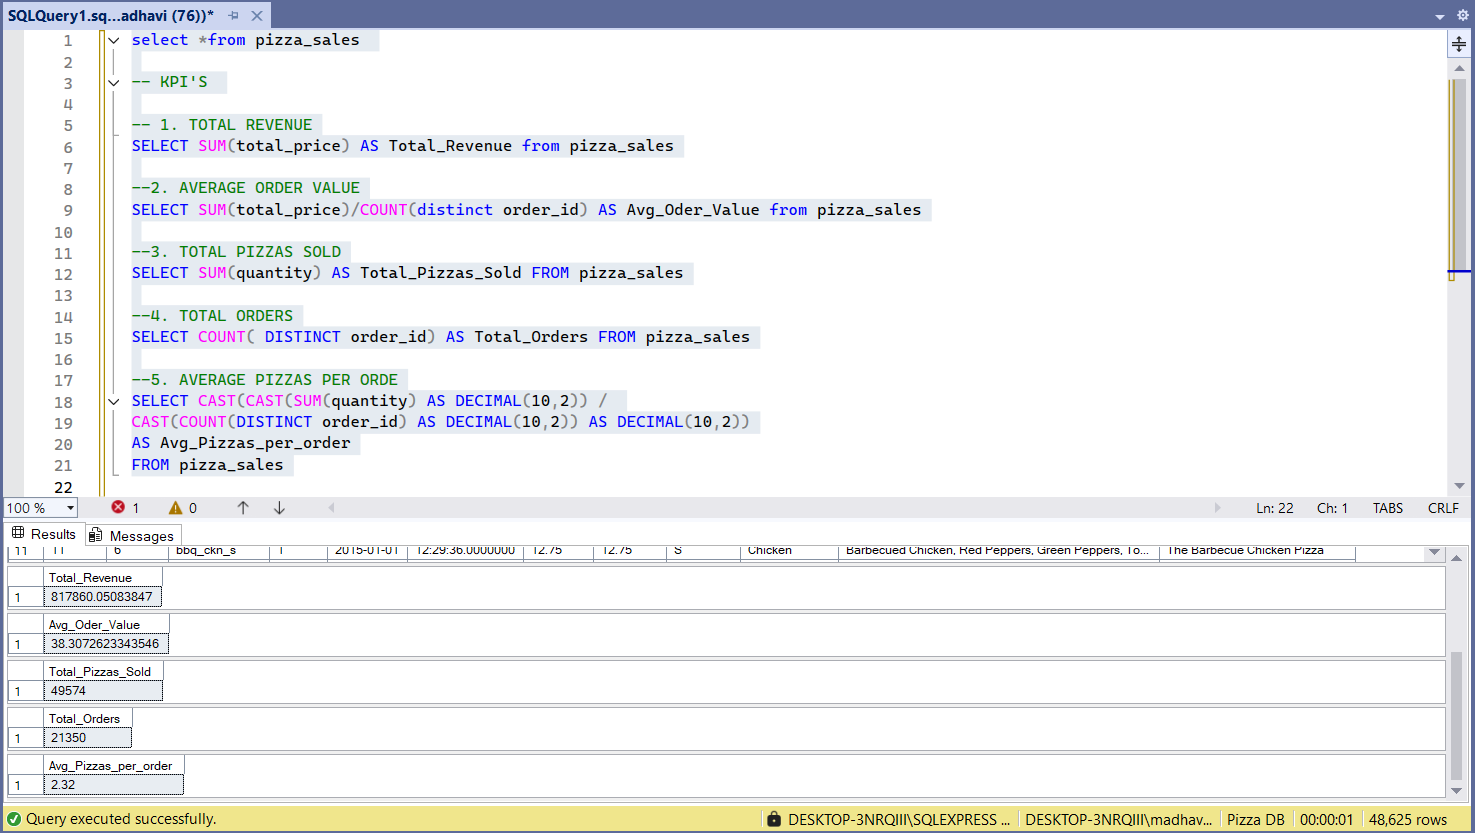 SQLQuery1.sq...adhavi (76))*
1 select *from pizza_sales
2
3 -- KPI'S
4
5 -- 1. TOTAL REVENUE
6 SELECT SUM(total_price) AS Total_Revenue from pizza_sales
7
8 --2. AVERAGE ORDER VALUE
9 SELECT SUM(total_price)/COUNT(distinct order_id) AS Avg_Oder_Value from pizza_sales
10
11 --3. TOTAL PIZZAS SOLD
12 SELECT SUM(quantity) AS Total_Pizzas_Sold FROM pizza_sales
13
14 --4. TOTAL ORDERS
15 SELECT COUNT( DISTINCT order_id) AS Total_Orders FROM pizza_sales
16
17 --5. AVERAGE PIZZAS PER ORDE
18 SELECT CAST(CAST(SUM(quantity) AS DECIMAL(10,2)) /
19 CAST(COUNT(DISTINCT order_id) AS DECIMAL(10,2)) AS DECIMAL(10,2))
20 AS Avg_Pizzas_per_order
21 FROM pizza_sales
22
100 % 1 0 Ln: 22 Ch: 1 TABS CRLF
Results Messages
11 11 6 bbq_ckn_s 1 2015-01-01 12:29:36.0000000 12.75 12.75 S Chicken Barbecued Chicken, Red Peppers, Green Peppers, To... The Barbecue Chicken Pizza
Total_Revenue
1 817860.05083847
Avg_Oder_Value
1 38.3072623343546
Total_Pizzas_Sold
1 49574
Total_Orders
1 21350
Avg_Pizzas_per_order
1 2.32
Query executed successfully. DESKTOP-3NRQIII\SQLEXPRESS ... DESKTOP-3NRQIII\madhav... Pizza DB 00:00:01 48,625 rows